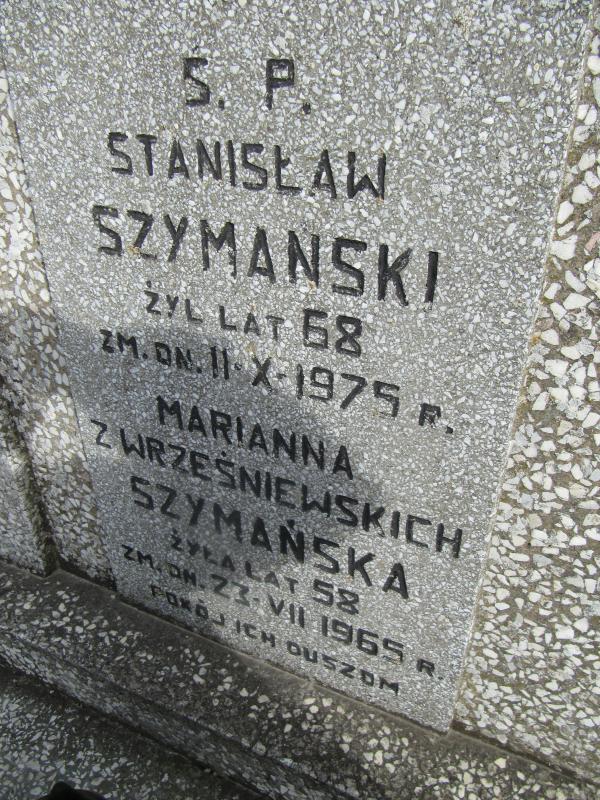 Ś. P.
STANISŁAW
SZYMAŃSKI
ŻYŁ LAT 68
ZM. DN. 11-X-1975 R.
MARIANNA
Z WRZEŚNIEWSKICH
SZYMAŃSKA
ŻYŁA LAT 58
ZM. DN. 23-VII 1965 R.
POKÓJ ICH DUSZOM